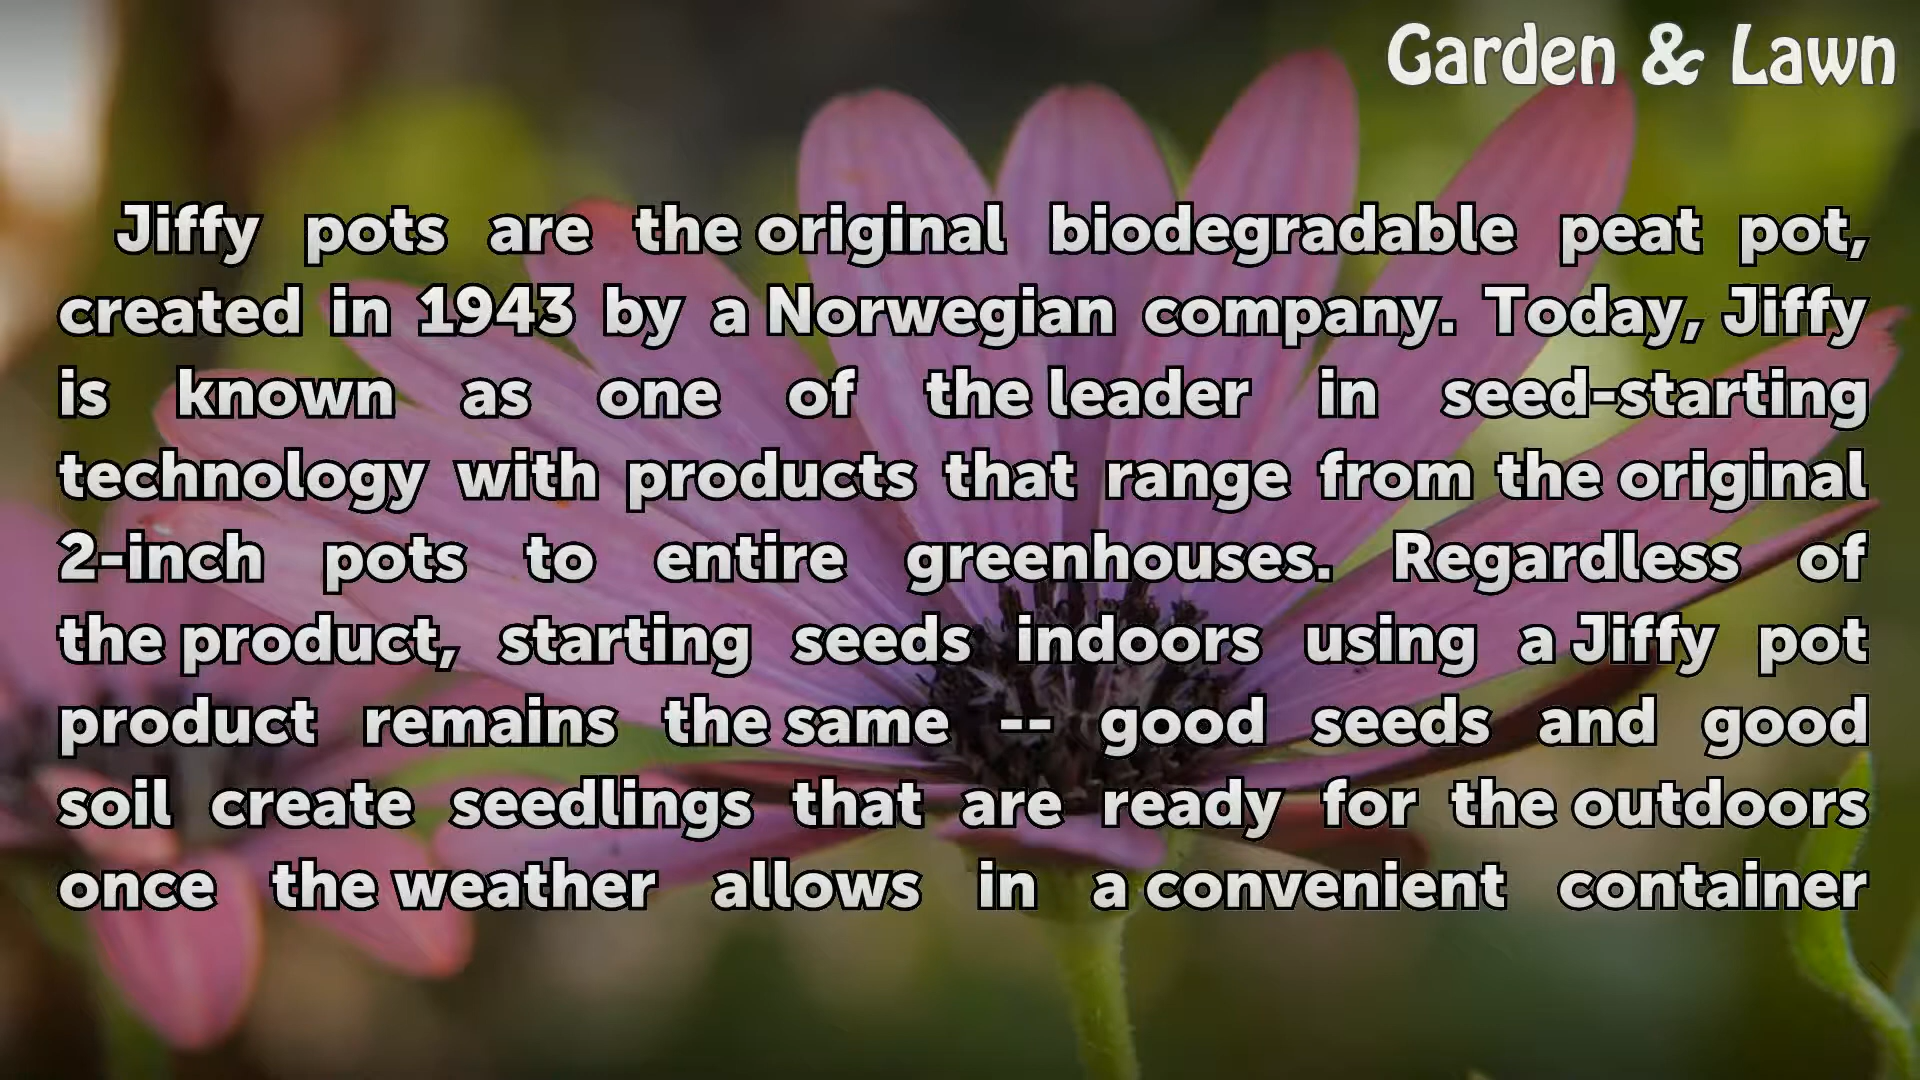 Garden & Lawn
Jiffy pots are the original biodegradable peat pot,
created in 1943 by a Norwegian company. Today, Jiffy
is known as one of the leader in seed-starting
technology with products that range from the original
2-inch pots to entire greenhouses. Regardless of
the product, starting seeds indoors using a Jiffy pot
product remains the same -- good seeds and good
soil create seedlings that are ready for the outdoors
once the weather allows in a convenient container